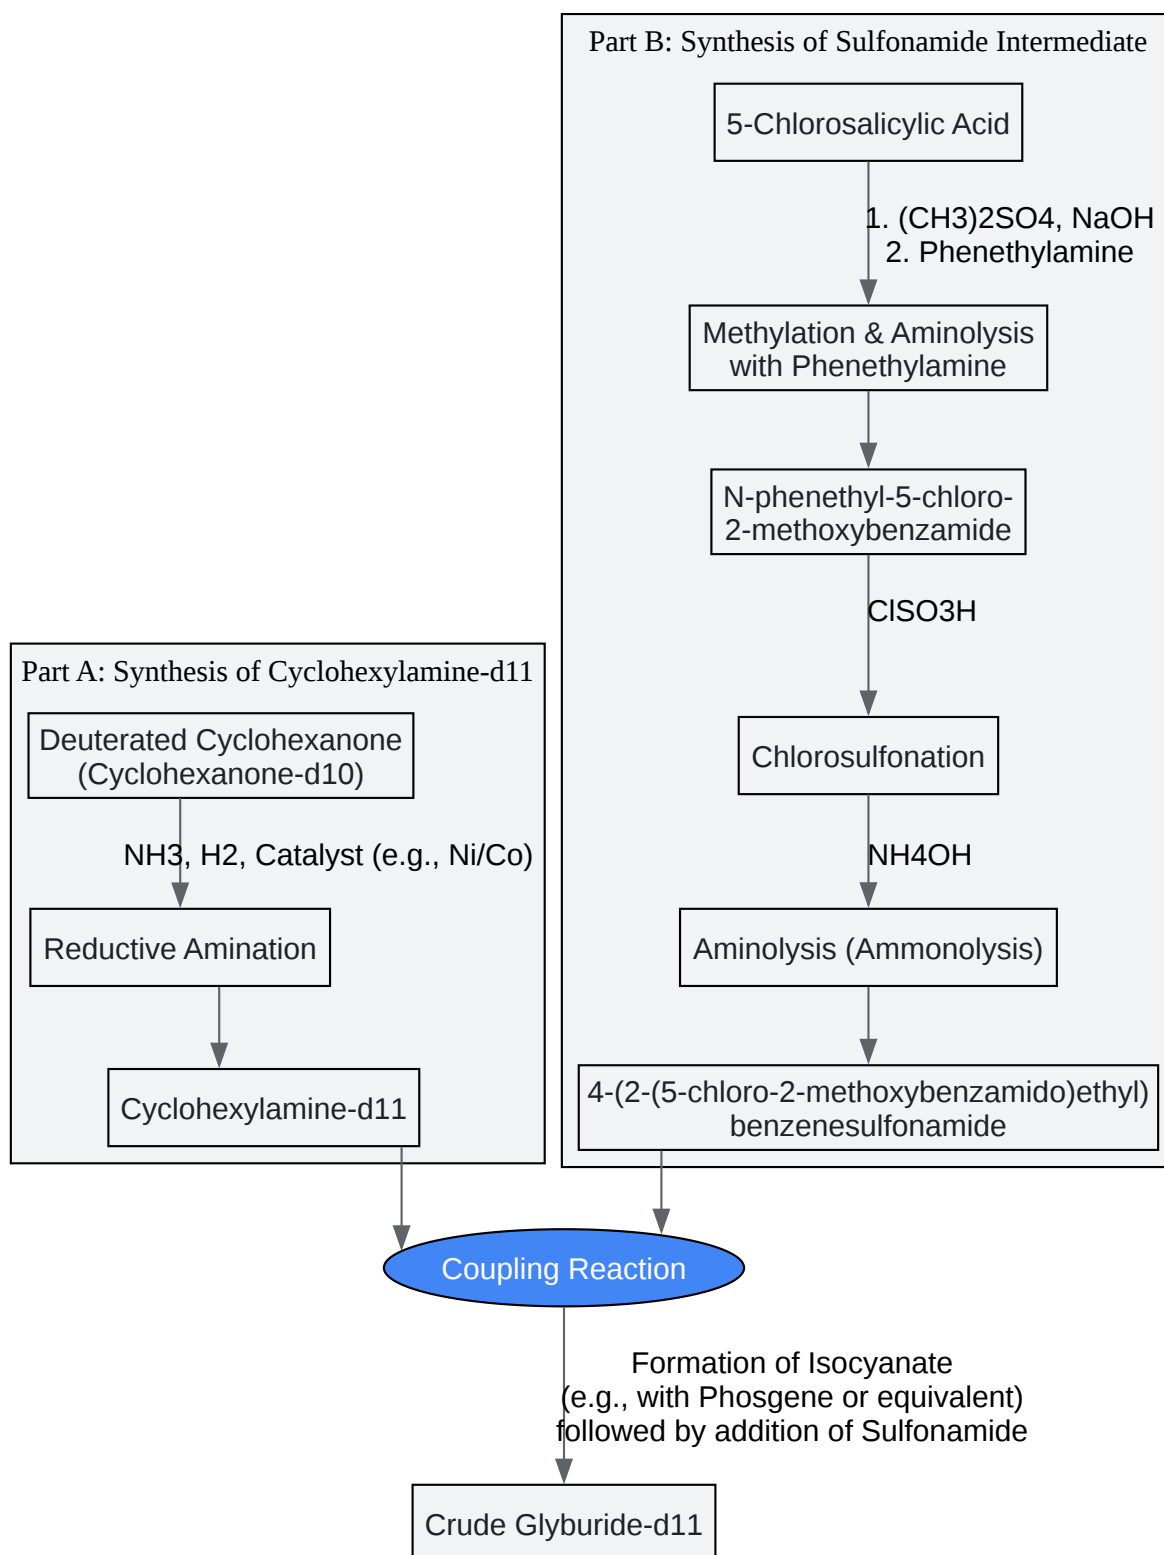 Part B: Synthesis of Sulfonamide Intermediate
5-Chlorosalicylic Acid
1. (CH3)2SO4, NaOH
2. Phenethylamine
Methylation & Aminolysis
with Phenethylamine
N-phenethyl-5-chloro-
2-methoxybenzamide
ClSO3H
Chlorosulfonation
NH4OH
Aminolysis (Ammonolysis)
4-(2-(5-chloro-2-methoxybenzamido)ethyl)
benzenesulfonamide
Part A: Synthesis of Cyclohexylamine-d11
Deuterated Cyclohexanone
(Cyclohexanone-d10)
NH3, H2, Catalyst (e.g., Ni/Co)
Reductive Amination
Cyclohexylamine-d11
Coupling Reaction
Formation of Isocyanate
(e.g., with Phosgene or equivalent)
followed by addition of Sulfonamide
Crude Glyburide-d11